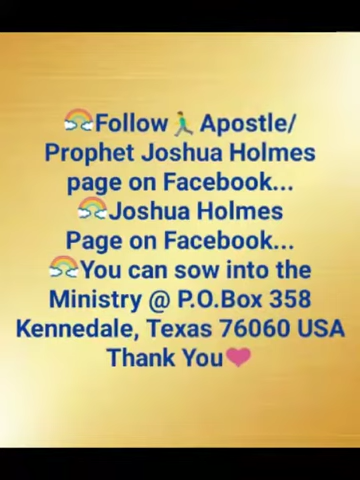 🌈Follow🏃‍♂️Apostle/
Prophet Joshua Holmes
page on Facebook...
🌈Joshua Holmes
Page on Facebook...
🌈You can sow into the
Ministry @ P.O.Box 358
Kennedale, Texas 76060 USA
Thank You❤